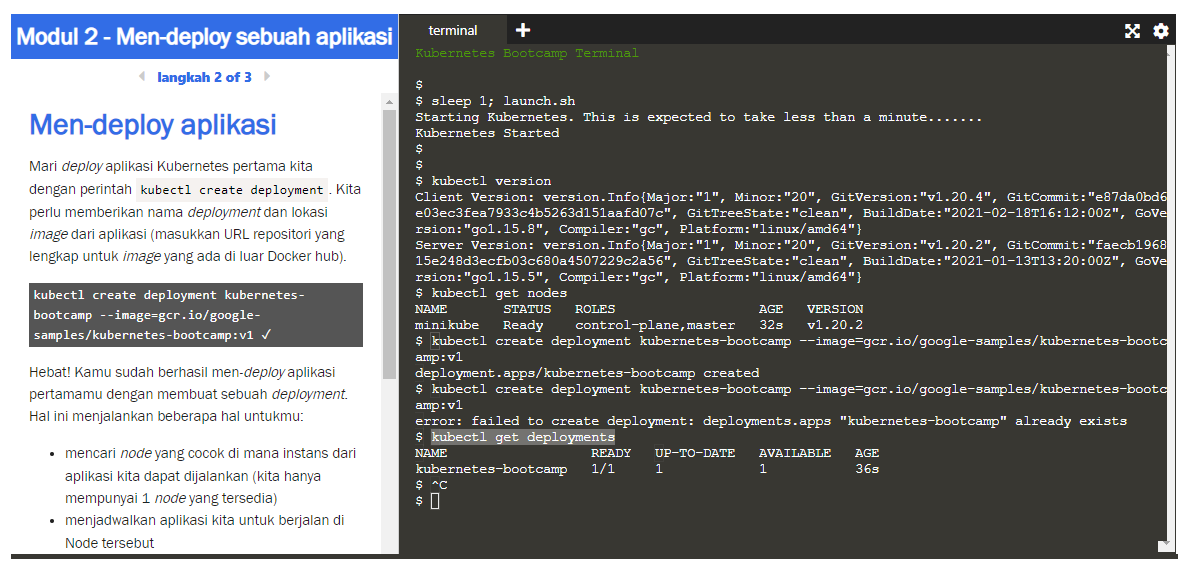 Modul 2 - Men-deploy sebuah aplikasi
langkah 2 of 3
Men-deploy aplikasi
Mari deploy aplikasi Kubernetes pertama kita
dengan perintah kubectl create deployment . Kita
perlu memberikan nama deployment dan lokasi
image dari aplikasi (masukkan URL repositori yang
lengkap untuk image yang ada di luar Docker hub).
kubectl create deployment kubernetes-
bootcamp --image=gcr.io/google-
samples/kubernetes-bootcamp:v1 ✓
Hebat! Kamu sudah berhasil men-deploy aplikasi
pertamamu dengan membuat sebuah deployment.
Hal ini menjalankan beberapa hal untukmu:
• mencari node yang cocok di mana instans dari
aplikasi kita dapat dijalankan (kita hanya
mempunyai 1 node yang tersedia)
• menjadwalkan aplikasi kita untuk berjalan di
Node tersebut
terminal +
Kubernetes Bootcamp Terminal
$
$ sleep 1; launch.sh
Starting Kubernetes. This is expected to take less than a minute.......
Kubernetes Started
$
$
$ kubectl version
Client Version: version.Info{Major:"1", Minor:"20", GitVersion:"v1.20.4", GitCommit:"e87da0bd6
e03ec3fea7933c4b5263d151aafd07c", GitTreeState:"clean", BuildDate:"2021-02-18T16:12:00Z", GoVe
rsion:"go1.15.8", Compiler:"gc", Platform:"linux/amd64"}
Server Version: version.Info{Major:"1", Minor:"20", GitVersion:"v1.20.2", GitCommit:"faecb1968
15e248d3ecfb03c680a4507229c2a56", GitTreeState:"clean", BuildDate:"2021-01-13T13:20:00Z", GoVe
rsion:"go1.15.5", Compiler:"gc", Platform:"linux/amd64"}
$ kubectl get nodes
NAME STATUS ROLES AGE VERSION
minikube Ready control-plane,master 32s v1.20.2
$ kubectl create deployment kubernetes-bootcamp --image=gcr.io/google-samples/kubernetes-bootc
amp:v1
deployment.apps/kubernetes-bootcamp created
$ kubectl create deployment kubernetes-bootcamp --image=gcr.io/google-samples/kubernetes-bootc
amp:v1
error: failed to create deployment: deployments.apps "kubernetes-bootcamp" already exists
$ kubectl get deployments
NAME READY UP-TO-DATE AVAILABLE AGE
kubernetes-bootcamp 1/1 1 1 36s
$ ^C
$